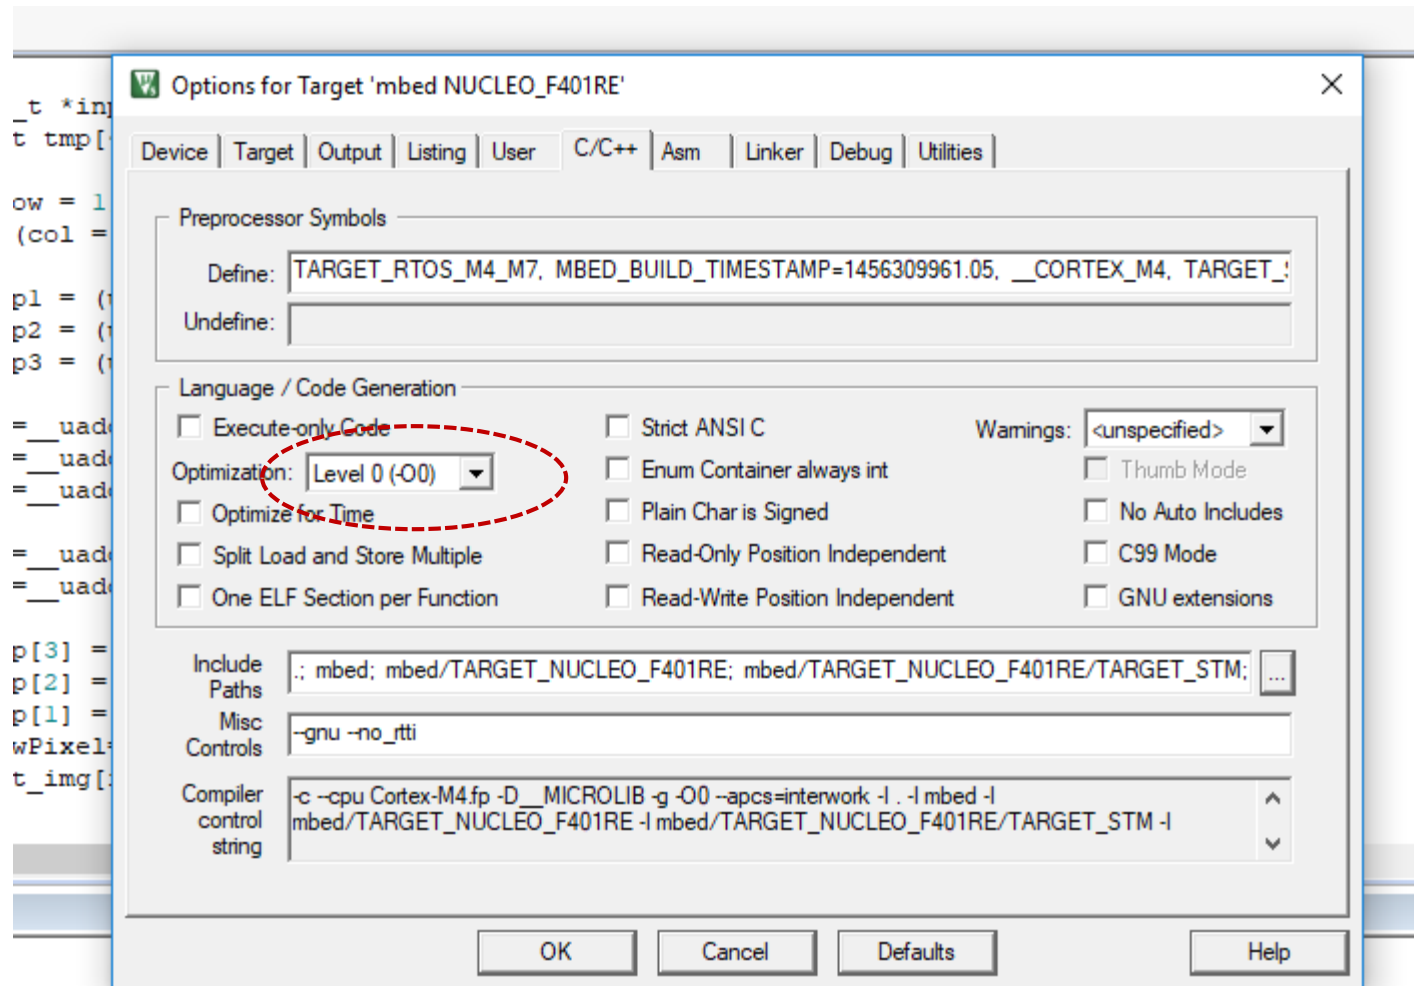 Options for Target 'mbed NUCLEO_F401RE'
_t *inp
t tmp[
Device Target Output Listing User C/C++ Asm Linker Debug Utilities
ow = 1
(col =
Preprocessor Symbols
Define: TARGET_RTOS_M4_M7, MBED_BUILD_TIMESTAMP=1456309961.05, __CORTEX_M4, TARGET_
p1 = (
Undefine:
p2 = (
p3 = (
Language / Code Generation
=__uad
Execute-only Code Strict ANSI C Warnings: <unspecified>
=__uad
Optimization: Level 0 (-O0) Enum Container always int Thumb Mode
=__uad
Optimize for Time Plain Char is Signed No Auto Includes
=__uad
Split Load and Store Multiple Read-Only Position Independent C99 Mode
=__uad
One ELF Section per Function Read-Write Position Independent GNU extensions
p[3] =
Include Paths .; mbed; mbed/TARGET_NUCLEO_F401RE; mbed/TARGET_NUCLEO_F401RE/TARGET_STM; ...
p[2] =
p[1] =
Misc Controls --gnu --no_rtti
wPixel=
t_img[
Compiler control string -c --cpu Cortex-M4.fp -D__MICROLIB -g -O0 --apcs=interwork -I . -I mbed -I
mbed/TARGET_NUCLEO_F401RE -I mbed/TARGET_NUCLEO_F401RE/TARGET_STM -I
OK Cancel Defaults Help